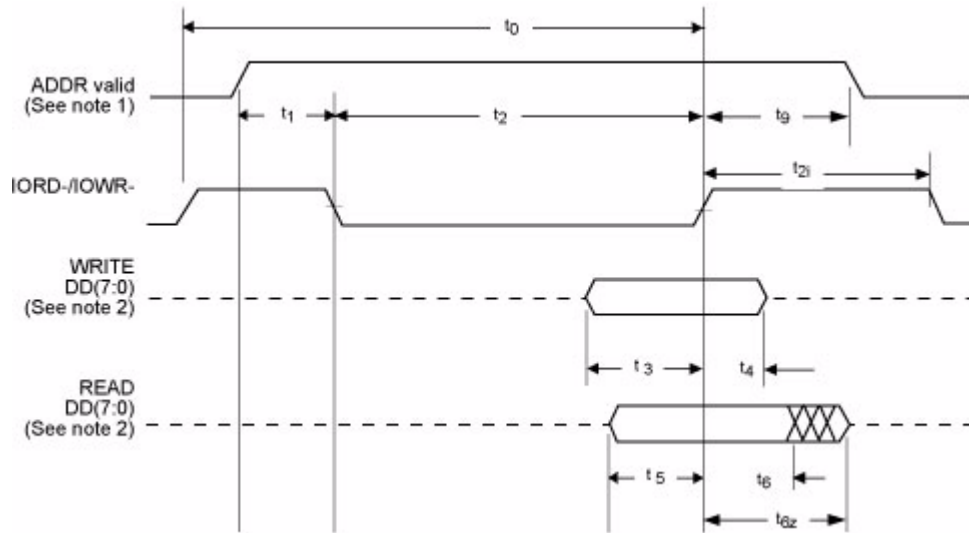 t0
ADDR valid
(See note 1)
t1
t2
t9
t2i
IORD-/IOWR-
WRITE
DD(7:0)
(See note 2)
t3
t4
READ
DD(7:0)
(See note 2)
t5
t6
t6z